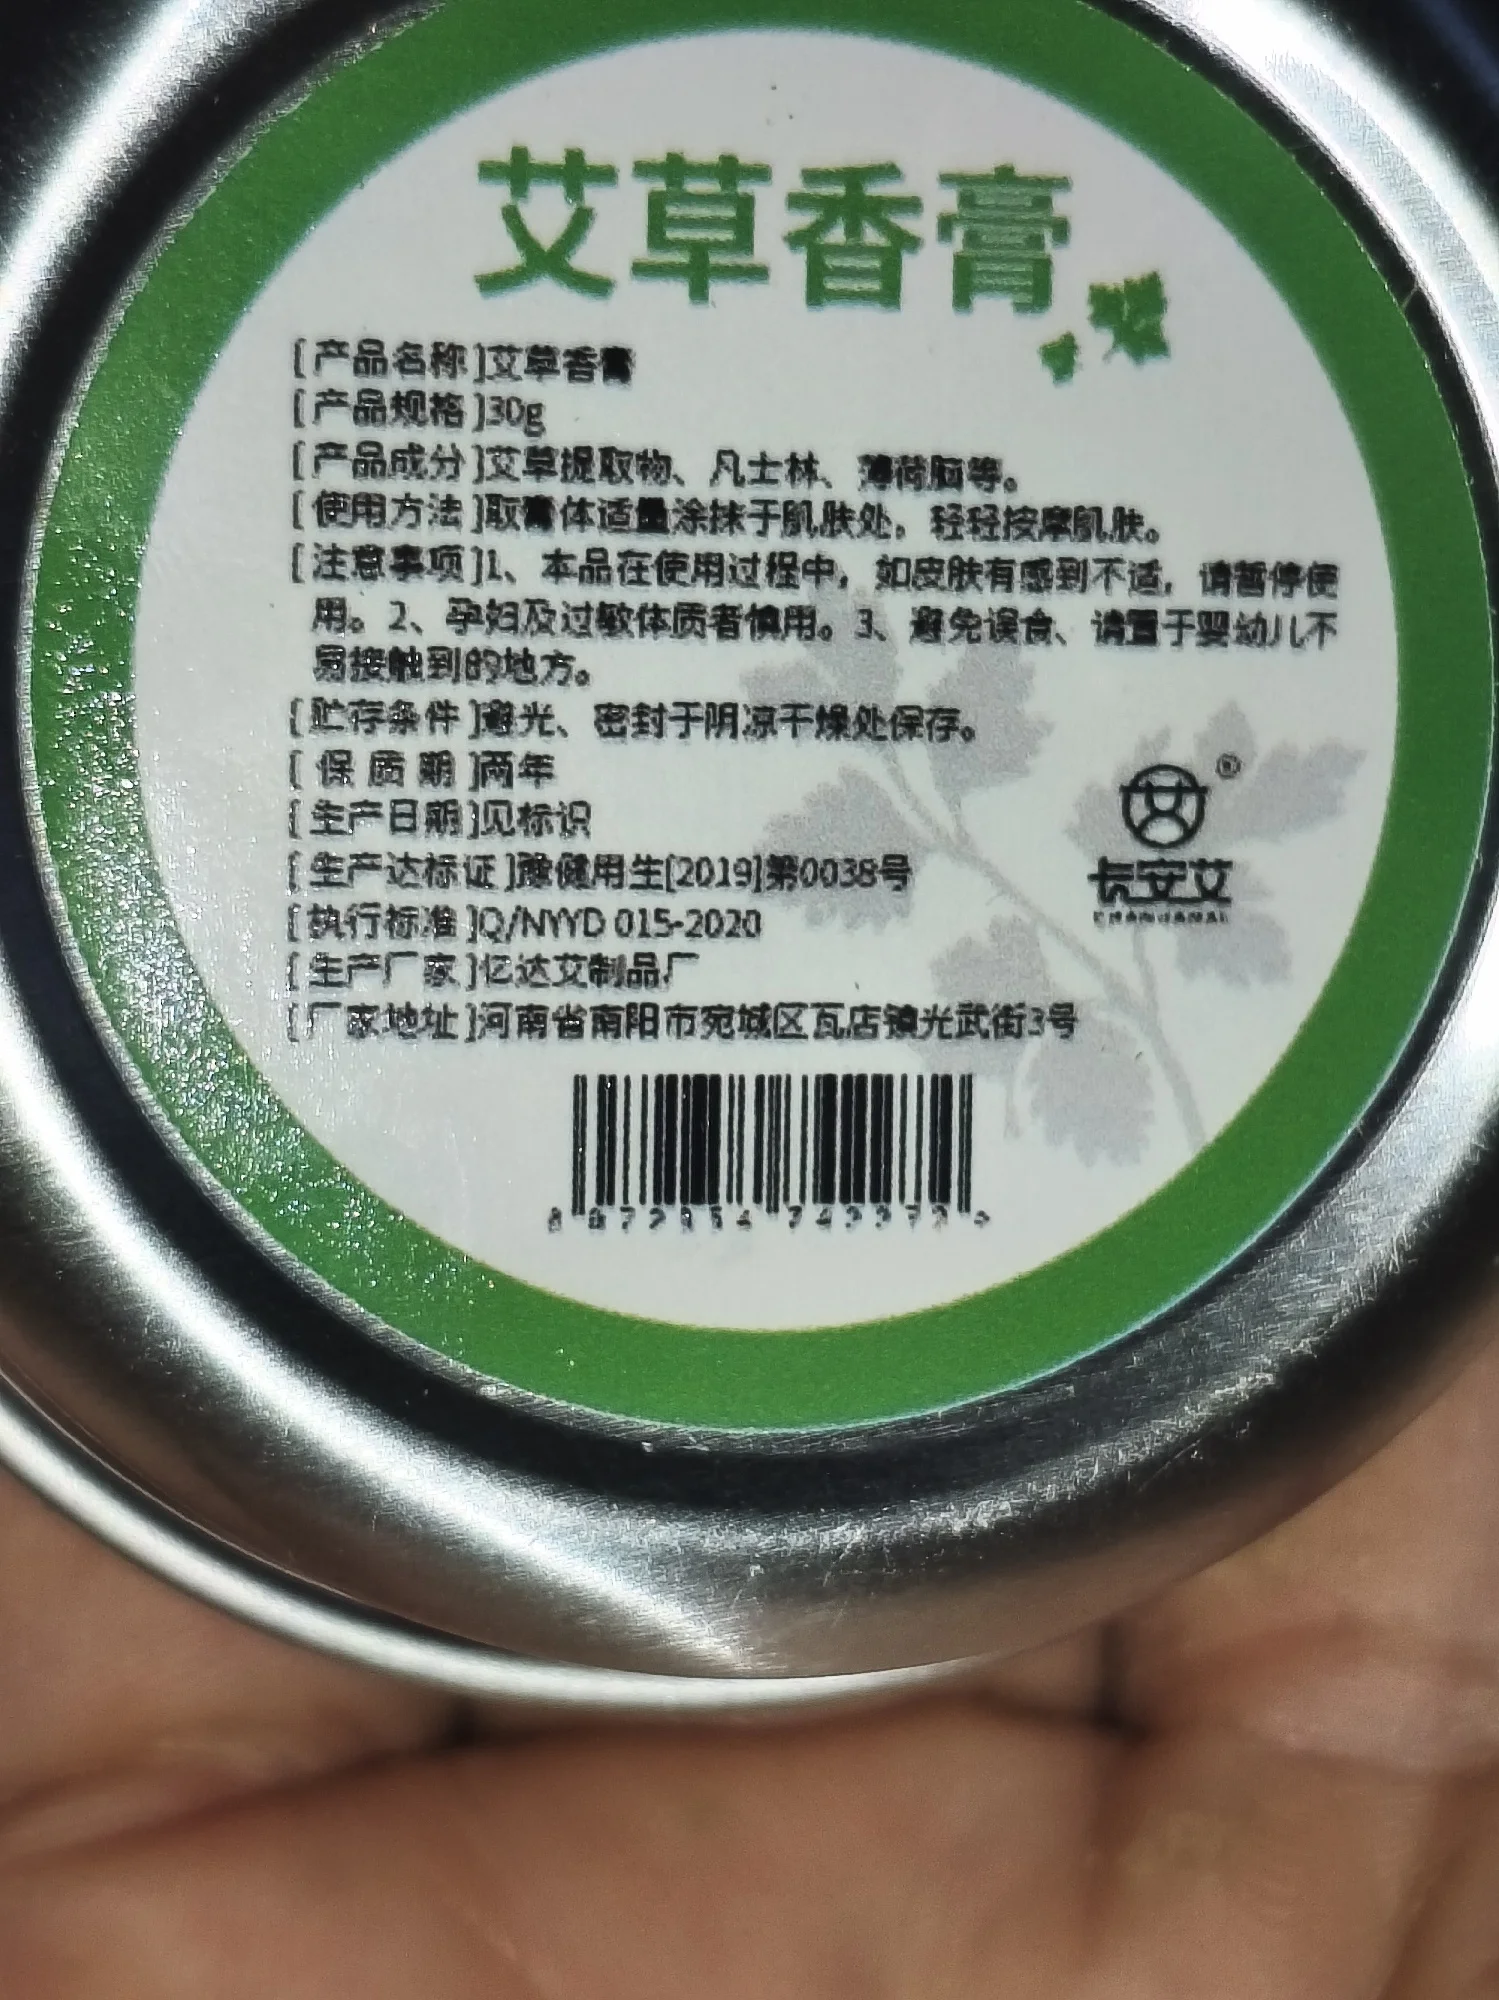 艾草香膏
[产品名称]艾草香膏
[产品规格]30g
[产品成分]艾草提取物、凡士林、薄荷脑等。
[使用方法]取膏体适量涂抹于肌肤处，轻轻按摩肌肤。
[注意事项]1、本品在使用过程中，如皮肤有感到不适，请暂停使
用。2、孕妇及过敏体质者慎用。3、避免误食、请置于婴幼儿不
易接触到的地方。
[贮存条件]避光、密封于阴凉干燥处保存。
[保质期]两年
[生产日期]见标识
[生产达标证]豫健用生[2019]第0038号
[执行标准]Q/NYYD 015-2020
[生产厂家]亿达艾制品厂
[厂家地址]河南省南阳市宛城区瓦店镇光武街3号
®
卡安艾